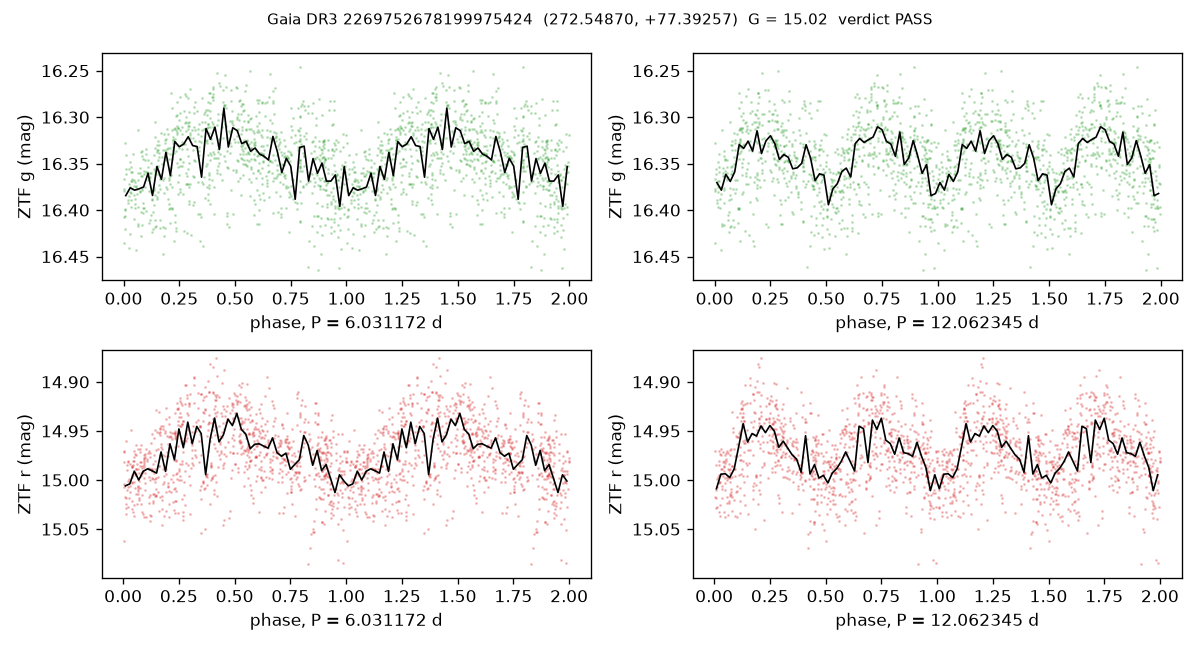 Gaia DR3 2269752678199975424 (272.54870, +77.39257) G = 15.02 verdict PASS
ZTF g (mag)
16.25
16.30
16.35
16.40
16.45
0.00 0.25 0.50 0.75 1.00 1.25 1.50 1.75 2.00
phase, P = 6.031172 d
ZTF g (mag)
16.25
16.30
16.35
16.40
16.45
0.00 0.25 0.50 0.75 1.00 1.25 1.50 1.75 2.00
phase, P = 12.062345 d
ZTF r (mag)
14.90
14.95
15.00
15.05
0.00 0.25 0.50 0.75 1.00 1.25 1.50 1.75 2.00
phase, P = 6.031172 d
ZTF r (mag)
14.90
14.95
15.00
15.05
0.00 0.25 0.50 0.75 1.00 1.25 1.50 1.75 2.00
phase, P = 12.062345 d